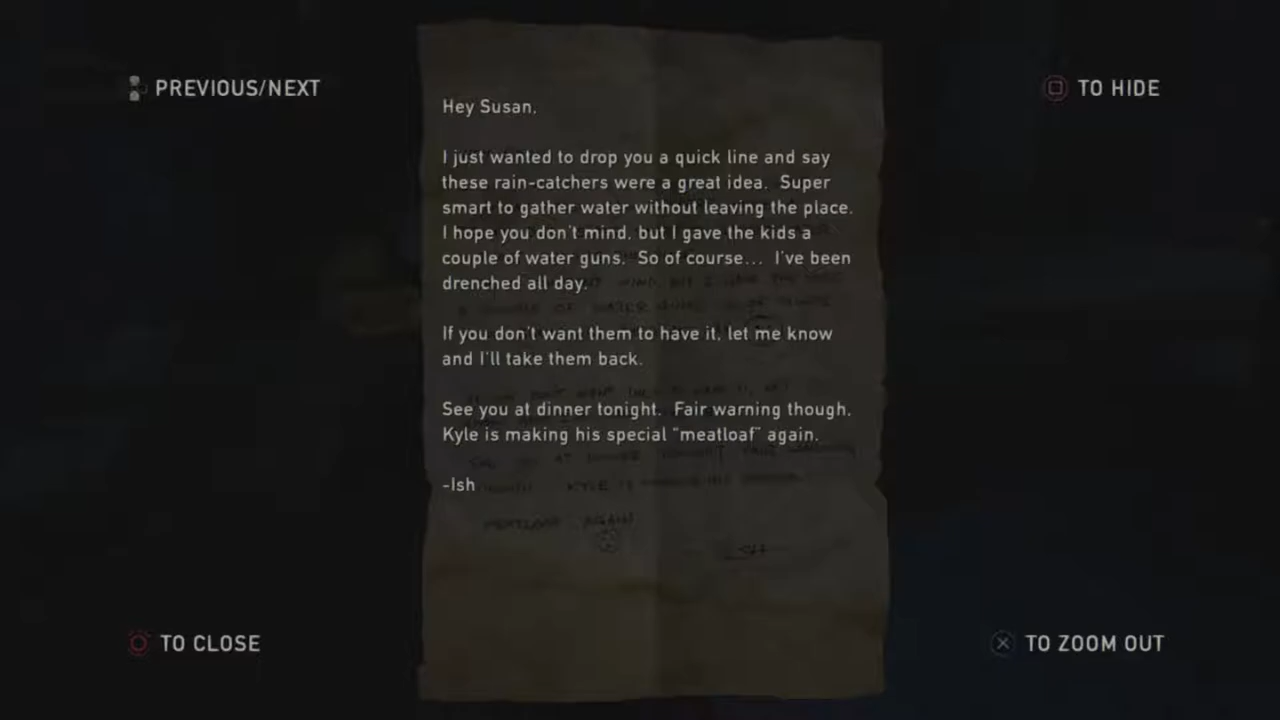 PREVIOUS/NEXT
TO HIDE
Hey Susan,
I just wanted to drop you a quick line and say
these rain-catchers were a great idea.  Super
smart to gather water without leaving the place.
I hope you don't mind, but I gave the kids a
couple of water guns.  So of course...  I've been
drenched all day.
If you don't want them to have it, let me know
and I'll take them back.
See you at dinner tonight.  Fair warning though,
Kyle is making his special "meatloaf" again.
-Ish
TO CLOSE
TO ZOOM OUT